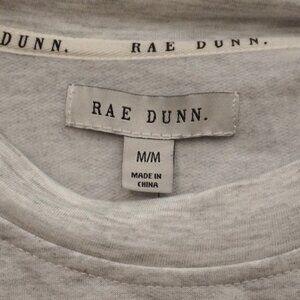 DUNN. RAE DUNN.
RAE DUNN.
M/M
MADE IN
CHINA